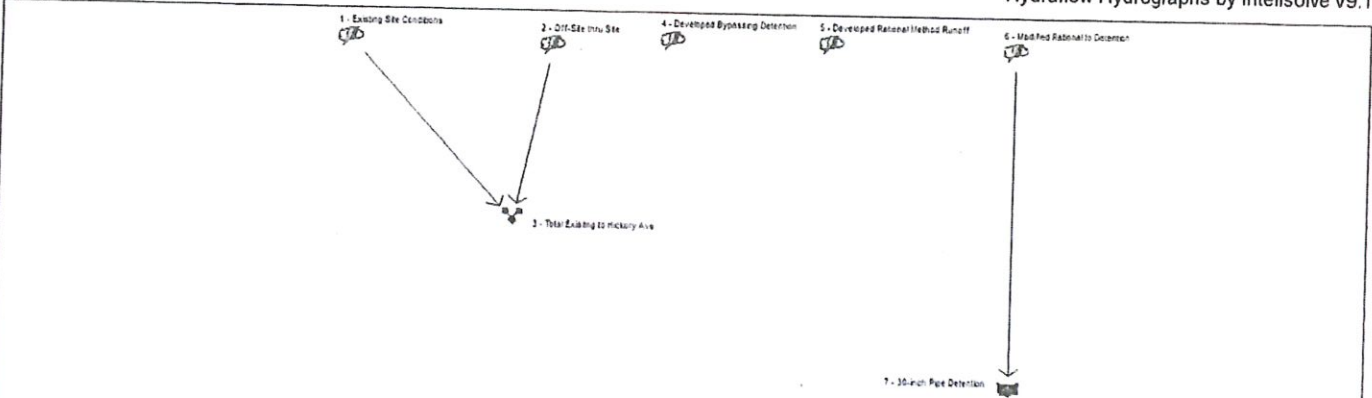 Hydraflow Hydrographs by Intelisolve v9.1
1 - Existing Site Conditions
2 - Off-Site thru Site
4 - Developed Bypassing Detention
5 - Developed Rational Method Runoff
6 - Modified Rational to Detention
3 - Total Existing to Hickory Ave
7 - 30-inch Pipe Detention